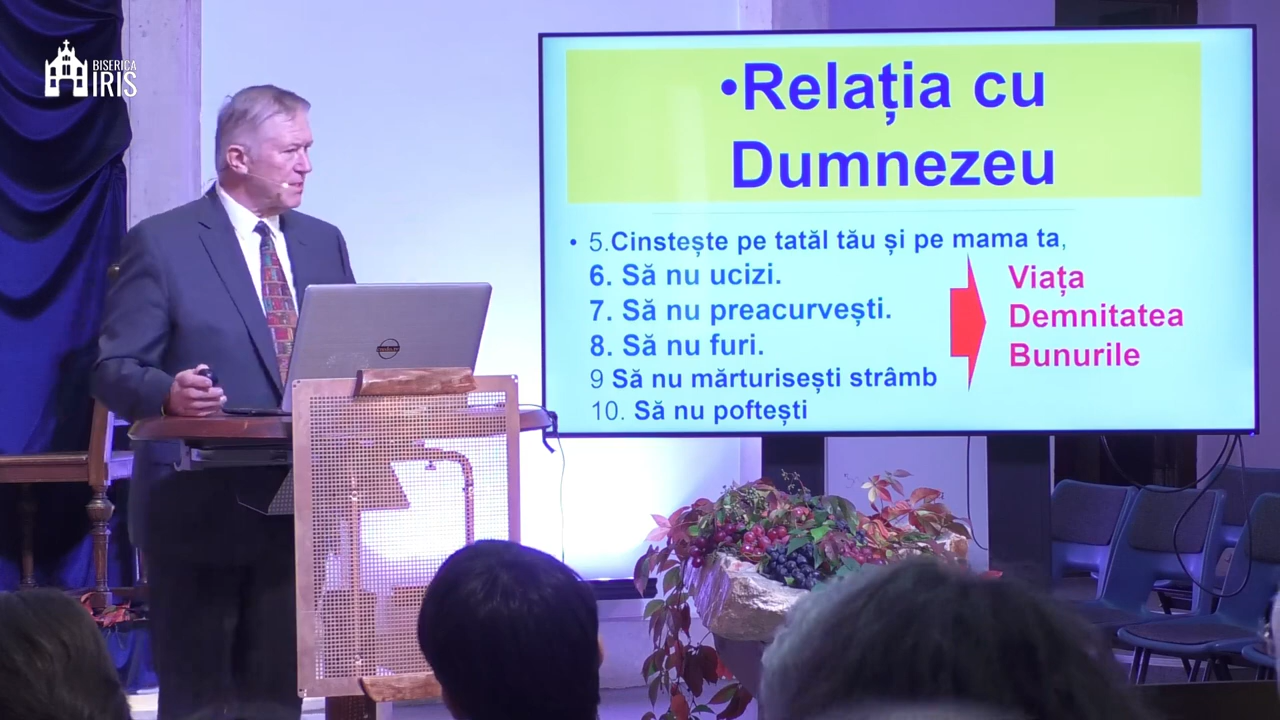 BISERICA
IRIS
•Relația cu
Dumnezeu
• 5.Cinstește pe tatăl tău și pe mama ta,
6. Să nu ucizi.
7. Să nu preacurvești.
8. Să nu furi.
9 Să nu mărturisești strâmb
10. Să nu poftești
Viața
Demnitatea
Bunurile